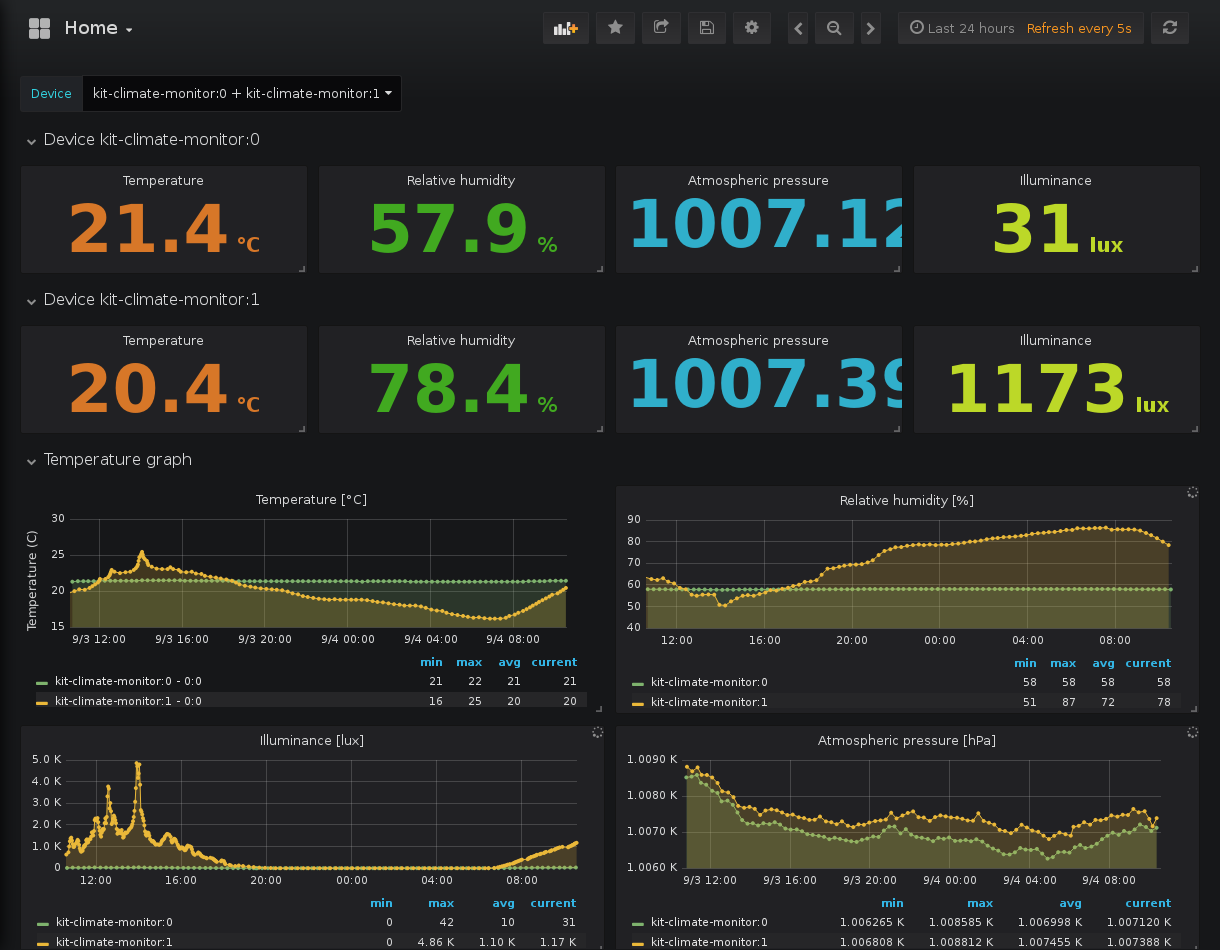 Home
Last 24 hours Refresh every 5s
Device kit-climate-monitor:0 + kit-climate-monitor:1
Device kit-climate-monitor:0
Temperature Relative humidity Atmospheric pressure Illuminance
21.4 °C 57.9 % 1007.12 31 lux
Device kit-climate-monitor:1
Temperature Relative humidity Atmospheric pressure Illuminance
20.4 °C 78.4 % 1007.39 1173 lux
Temperature graph
Temperature [°C]
Temperature (C)
30
25
20
15
9/3 12:00 9/3 16:00 9/3 20:00 9/4 00:00 9/4 04:00 9/4 08:00
min max avg current
kit-climate-monitor:0 - 0:0 21 22 21 21
kit-climate-monitor:1 - 0:0 16 25 20 20
Relative humidity [%]
90
80
70
60
50
40
12:00 16:00 20:00 00:00 04:00 08:00
min max avg current
kit-climate-monitor:0 58 58 58 58
kit-climate-monitor:1 51 87 72 78
Illuminance [lux]
5.0 K
4.0 K
3.0 K
2.0 K
1.0 K
0
12:00 16:00 20:00 00:00 04:00 08:00
min max avg current
kit-climate-monitor:0 0 42 10 31
kit-climate-monitor:1 0 4.86 K 1.10 K 1.17 K
Atmospheric pressure [hPa]
1.0090 K
1.0080 K
1.0070 K
1.0060 K
9/3 12:00 9/3 16:00 9/3 20:00 9/4 00:00 9/4 04:00 9/4 08:00
min max avg current
kit-climate-monitor:0 1.006265 K 1.008585 K 1.006998 K 1.007120 K
kit-climate-monitor:1 1.006808 K 1.008812 K 1.007455 K 1.007388 K